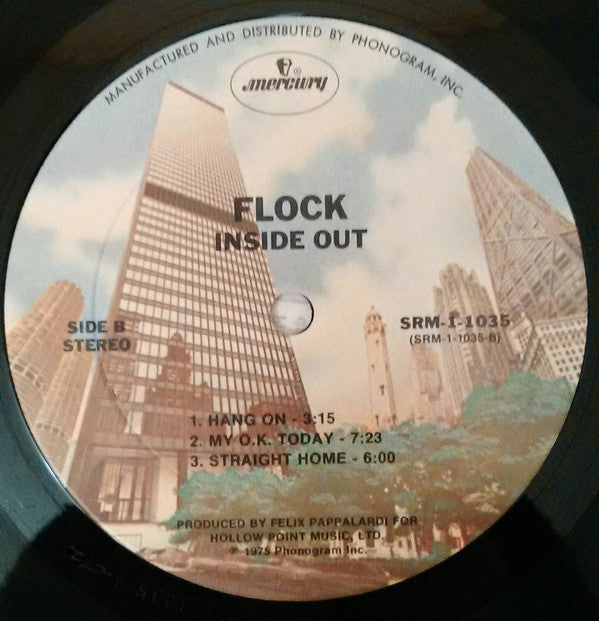 MANUFACTURED AND DISTRIBUTED BY PHONOGRAM, INC.
mercury ®
FLOCK
INSIDE OUT
SIDE B
STEREO
SRM-1-1035
(SRM-1-1035-B)
1. HANG ON - 3:15
2. MY O.K. TODAY - 7:23
3. STRAIGHT HOME - 6:00
PRODUCED BY FELIX PAPPALARDI FOR
HOLLOW POINT MUSIC, LTD.
℗ 1975 Phonogram Inc.